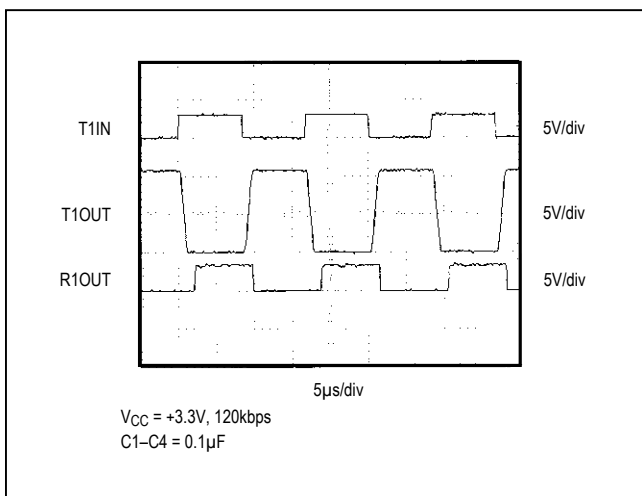 T1IN 5V/div
T1OUT 5V/div
R1OUT 5V/div
5µs/div
VCC = +3.3V, 120kbps
C1–C4 = 0.1µF